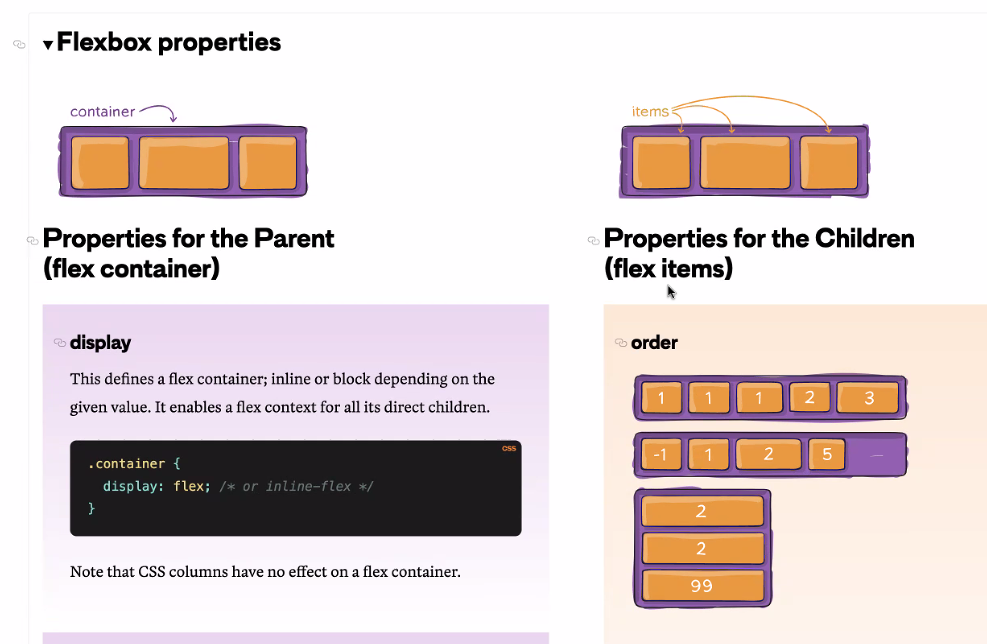 ▾Flexbox properties
container
items
Properties for the Parent
(flex container)
Properties for the Children
(flex items)
display
This defines a flex container; inline or block depending on the
given value. It enables a flex context for all its direct children.
CSS
.container {
display: flex; /* or inline-flex */
}
Note that CSS columns have no effect on a flex container.
order
1 1 1 2 3
-1 1 2 5
2
2
99